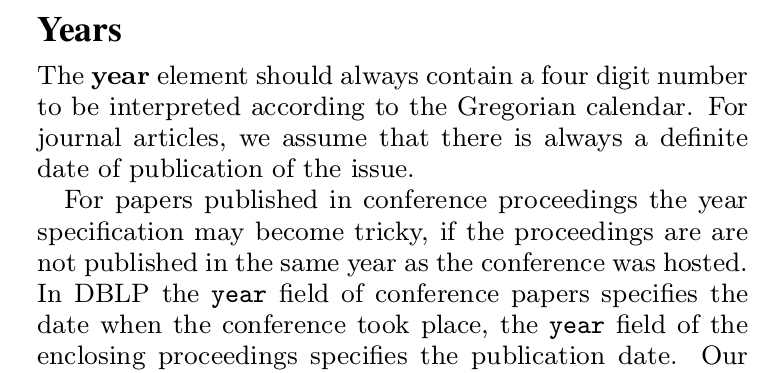 Years
The year element should always contain a four digit number
to be interpreted according to the Gregorian calendar. For
journal articles, we assume that there is always a definite
date of publication of the issue.
For papers published in conference proceedings the year
specification may become tricky, if the proceedings are are
not published in the same year as the conference was hosted.
In DBLP the year field of conference papers specifies the
date when the conference took place, the year field of the
enclosing proceedings specifies the publication date. Our